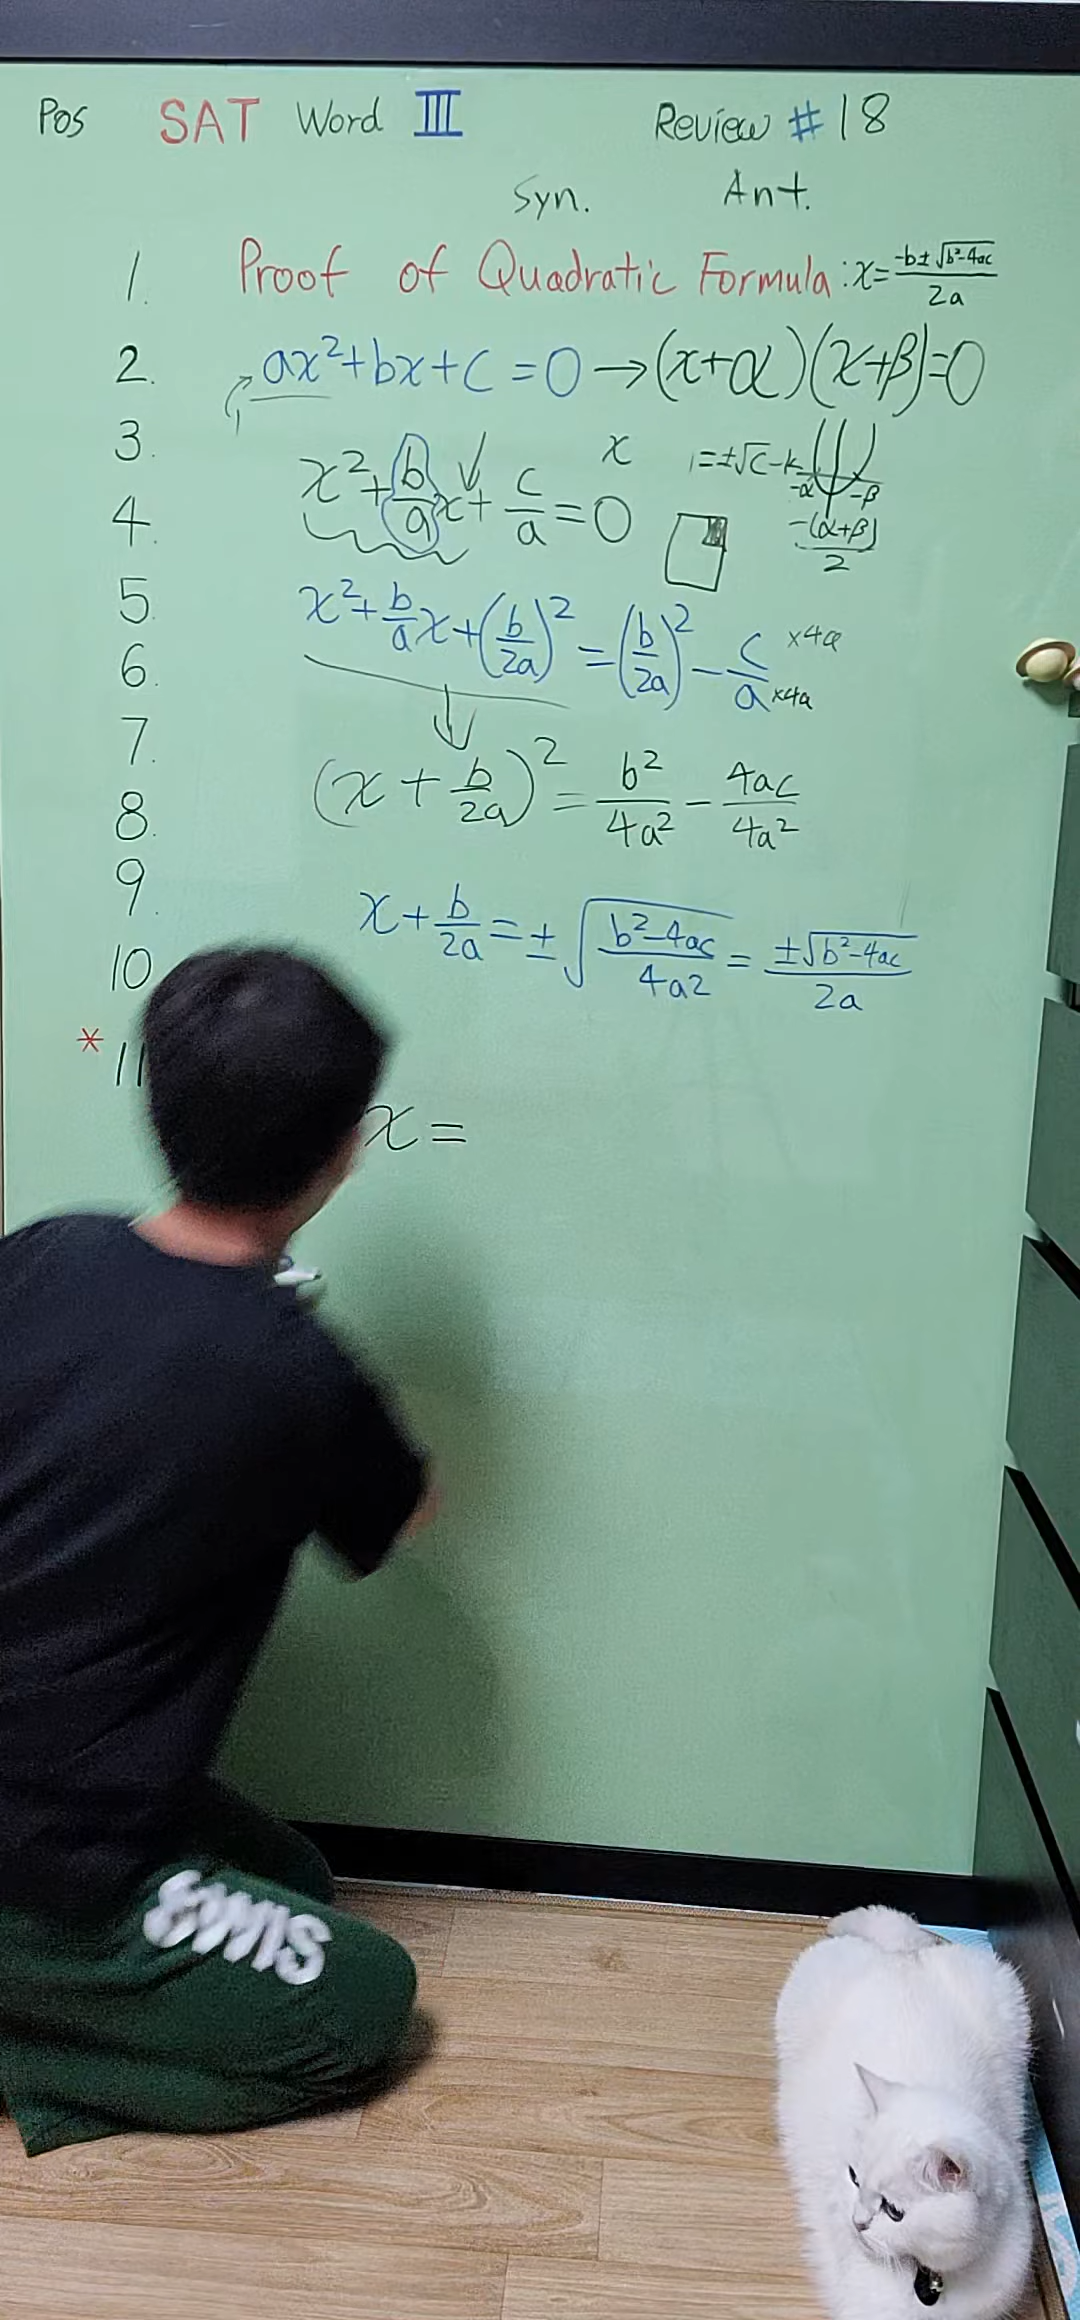 Pos SAT Word III Review #18
Syn. Ant.
1. Proof of Quadratic Formula : x = (-b±√(b²-4ac))/(2a)
2. ax²+bx+c=0 → (x+α)(x+β)=0
3.
x²+(b/a)x+c/a=0 x -α -β
4. -(α+β)/2
5. x²+(b/a)x+(b/2a)²=(b/2a)²-c/a ×4a ×4a
6.
7.
(x+b/2a)²=b²/4a²-4ac/4a²
8.
9.
x+b/2a=±√((b²-4ac)/4a2)=±√(b²-4ac)/2a
10
* 11
x=